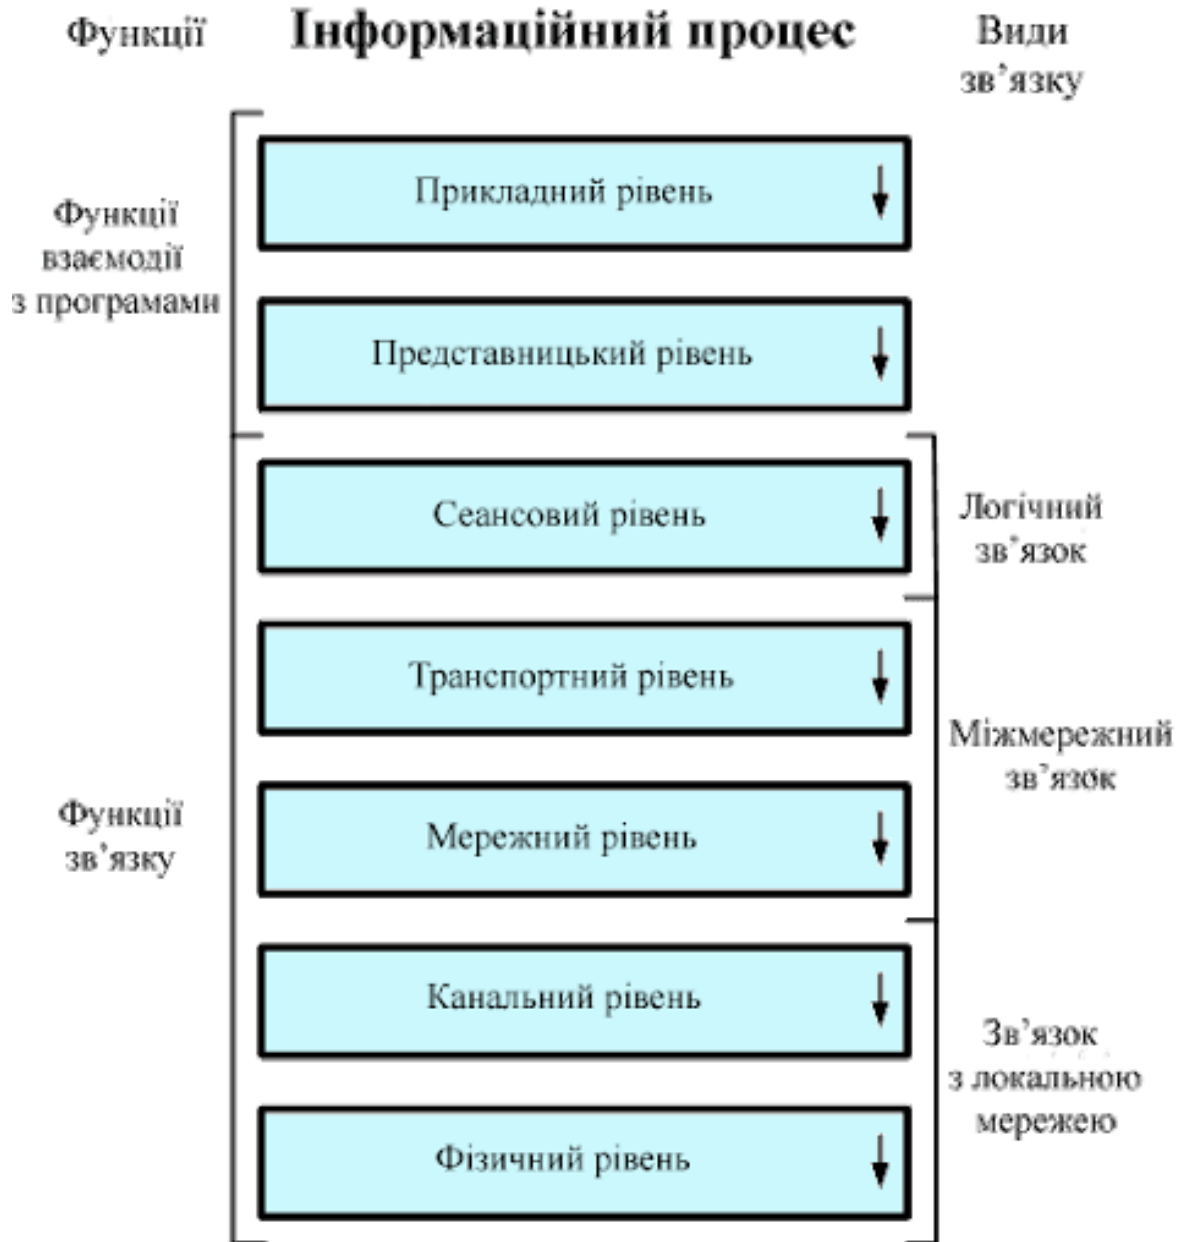 Функції
Інформаційний процес
Види
зв’язку
Прикладний рівень
Функції
взаємодії
з програмами
Представницький рівень
Сеансовий рівень
Логічний
зв’язок
Транспортний рівень
Міжмережний
зв’язок
Функції
зв’язку
Мережний рівень
Канальний рівень
Зв’язок
з локальною
мережею
Фізичний рівень